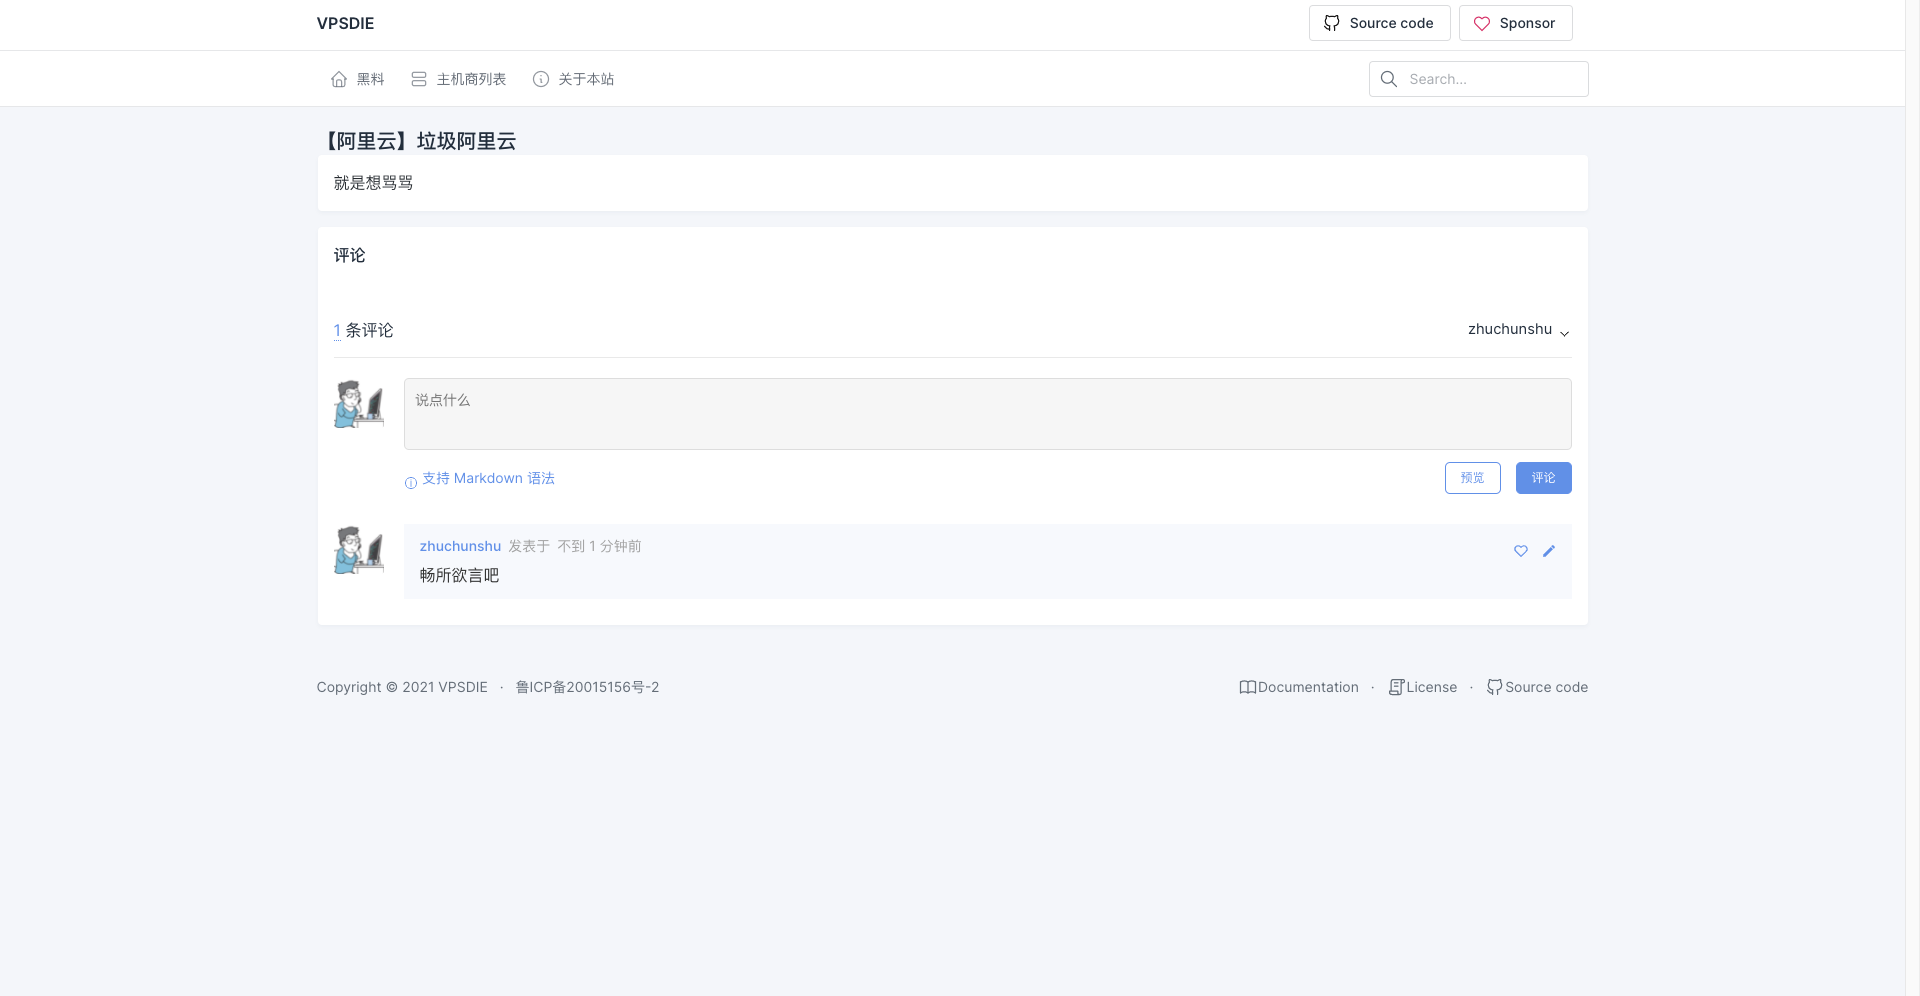 VPSDIE
Source code
Sponsor
黑料
主机商列表
关于本站
Search…
【阿里云】垃圾阿里云
就是想骂骂
评论
1 条评论
zhuchunshu
说点什么
支持 Markdown 语法
预览
评论
zhuchunshu 发表于 不到 1 分钟前
畅所欲言吧
Copyright © 2021 VPSDIE · 鲁ICP备20015156号-2
Documentation · License · Source code